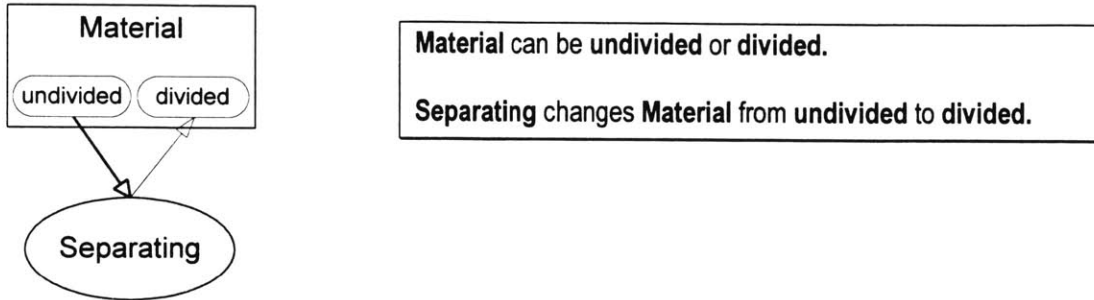 Material
undivided divided
Separating
Material can be undivided or divided.
Separating changes Material from undivided to divided.